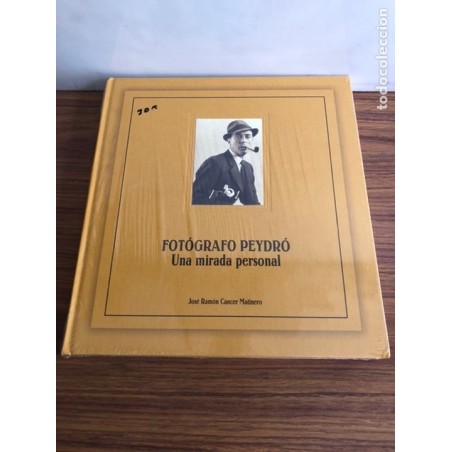 FOTÓGRAFO PEYDRÓ
Una mirada personal
José Ramón Cancer Matinero
todocoleccion